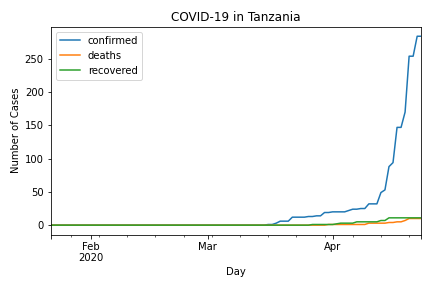 COVID-19 in Tanzania
confirmed
deaths
recovered
Number of Cases
250
200
150
100
50
0
Feb
2020
Mar
Apr
Day